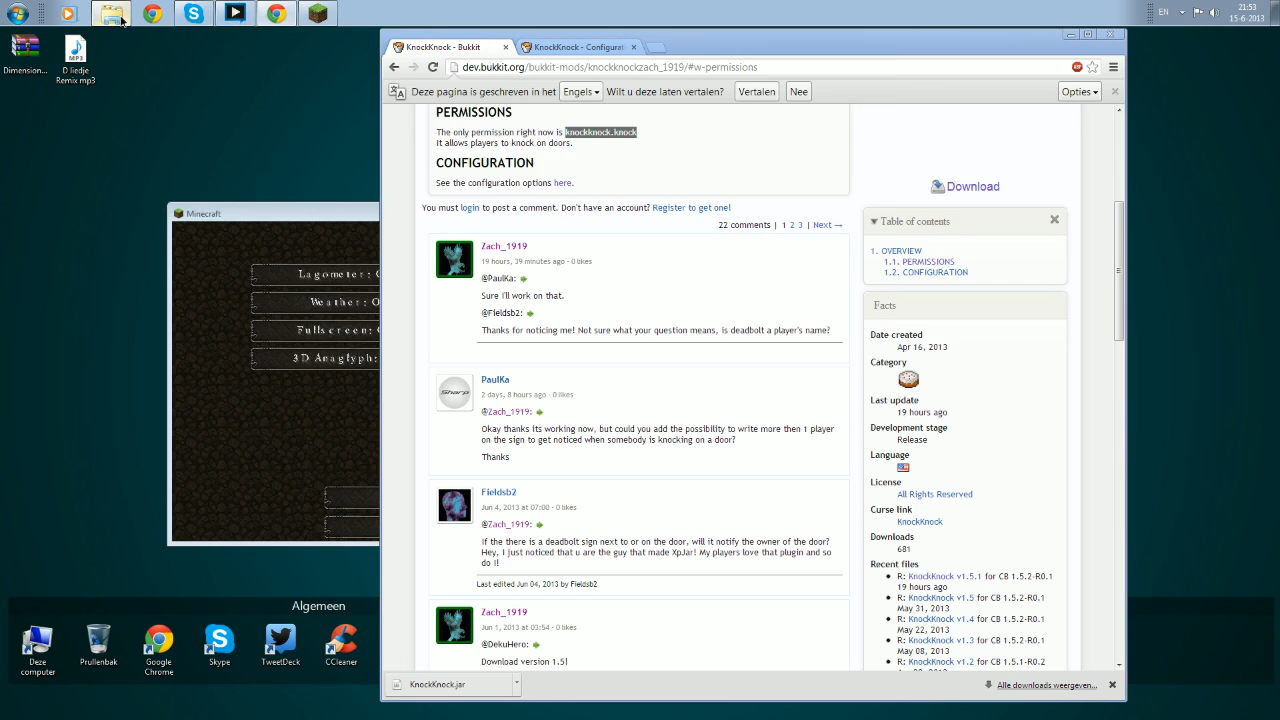 EN
21:53
15-6-2013
Dimension...
D liedje
Remix mp3
KnockKnock - Bukkit
KnockKnock - Configurat
dev.bukkit.org/bukkit-mods/knockknockzach_1919/#w-permissions
Deze pagina is geschreven in het Engels Wilt u deze laten vertalen? Vertalen Nee Opties
PERMISSIONS
The only permission right now is knockknock.knock
It allows players to knock on doors.
CONFIGURATION
See the configuration options here.
You must login to post a comment. Don't have an account? Register to get one!
22 comments | 1 2 3 | Next →
Zach_1919
19 hours, 39 minutes ago - 0 likes
@PaulKa:
Sure I'll work on that.
@Fieldsb2:
Thanks for noticing me! Not sure what your question means, is deadbolt a player's name?
PaulKa
2 days, 8 hours ago - 0 likes
@Zach_1919:
Okay thanks its working now, but could you add the possibility to write more then 1 player
on the sign to get noticed when somebody is knocking on a door?
Thanks
Sharp
Fieldsb2
Jun 4, 2013 at 07:00 - 0 likes
@Zach_1919:
If the there is a deadbolt sign next to or on the door, will it notify the owner of the door?
Hey, I just noticed that u are the guy that made XpJar! My players love that plugin and so
do I!
Last edited Jun 04, 2013 by Fieldsb2
Zach_1919
Jun 1, 2013 at 03:54 - 0 likes
@DekuHero:
Download version 1.5!
Download
Table of contents
1. OVERVIEW
1.1. PERMISSIONS
1.2. CONFIGURATION
Facts
Date created
Apr 16, 2013
Category
Last update
19 hours ago
Development stage
Release
Language
License
All Rights Reserved
Curse link
KnockKnock
Downloads
681
Recent files
R: KnockKnock v1.5.1 for CB 1.5.2-R0.1
19 hours ago
R: KnockKnock v1.5 for CB 1.5.2-R0.1
May 31, 2013
R: KnockKnock v1.4 for CB 1.5.2-R0.1
May 22, 2013
R: KnockKnock v1.3 for CB 1.5.2-R0.1
May 08, 2013
R: KnockKnock v1.2 for CB 1.5.1-R0.2
KnockKnock.jar
Alle downloads weergeven...
Minecraft
Lagometer:
Weather: O
Fullscreen:
3D Anaglyph:
Algemeen
Deze
computer
Prullenbak
Google
Chrome
Skype
TweetDeck
CCleaner